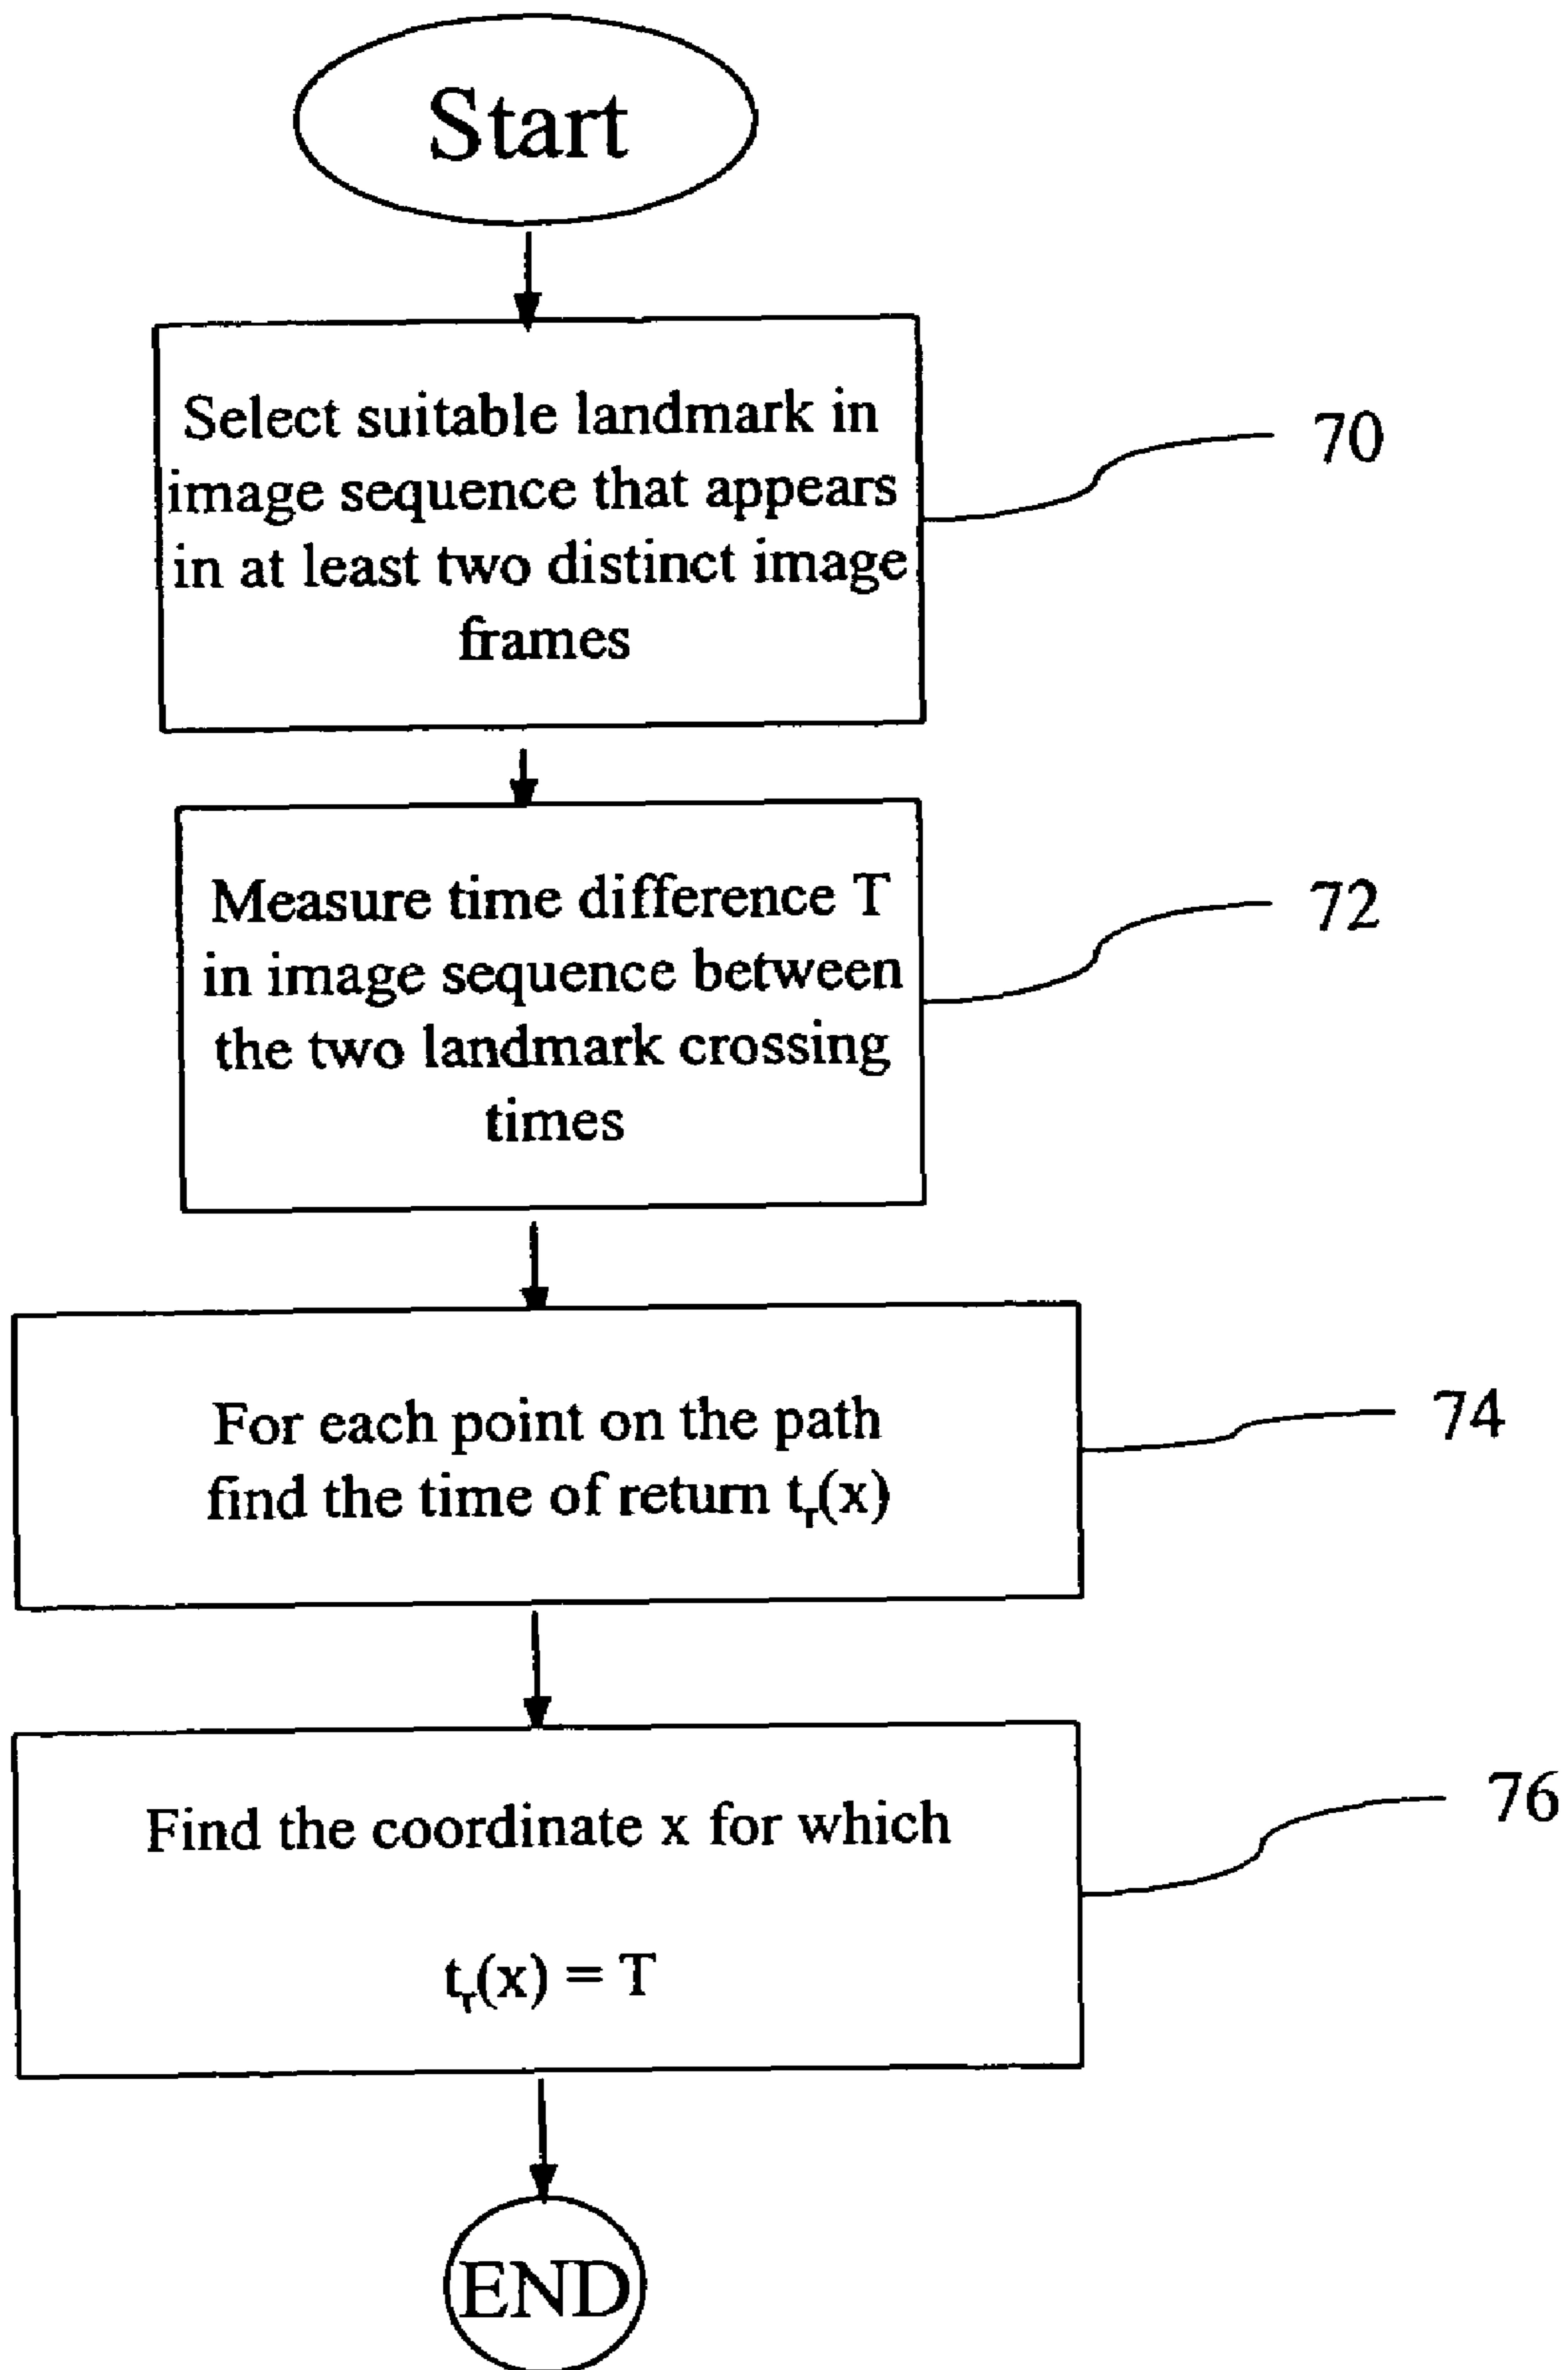 Start
Select suitable landmark in
image sequence that appears
in at least two distinct image
frames
70
Measure time difference T
in image sequence between
the two landmark crossing
times
72
For each point on the path
find the time of return tᵣ(x)
74
Find the coordinate x for which
tᵣ(x) = T
76
END